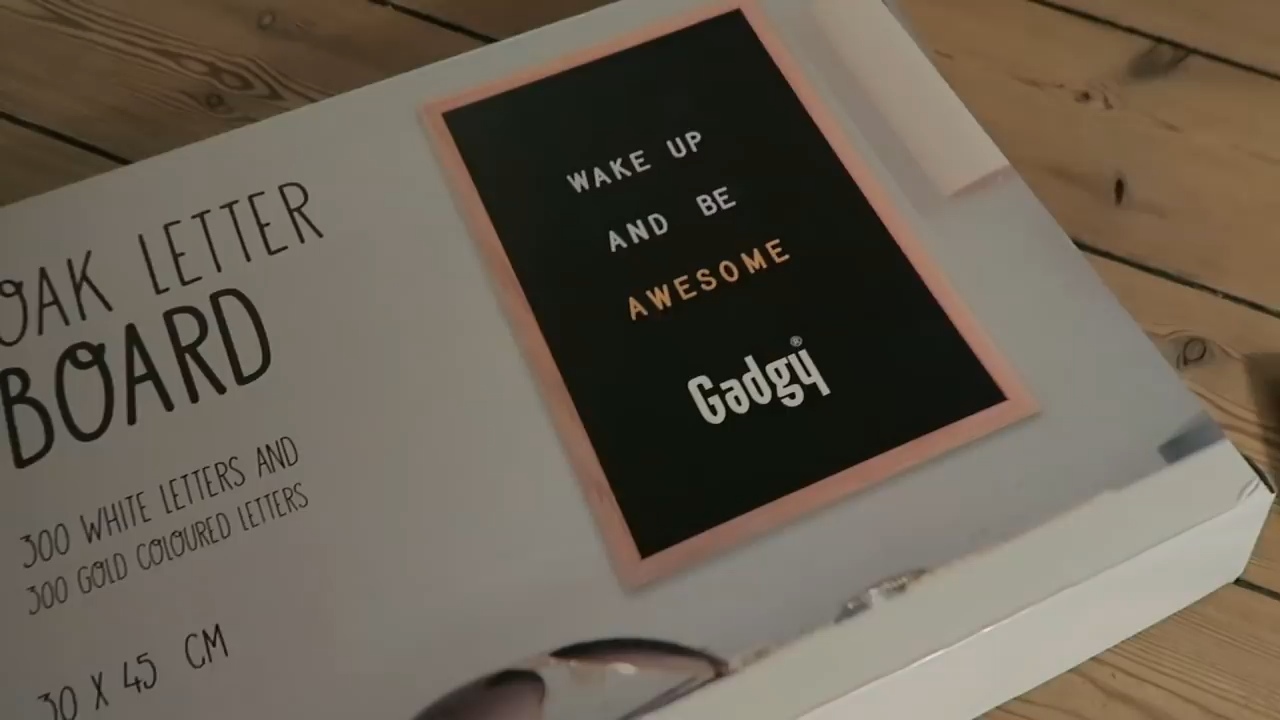 OAK LETTER
BOARD
300 WHITE LETTERS AND
300 GOLD COLOURED LETTERS
30 X 45 CM
WAKE UP
AND BE
AWESOME
Gadgy®